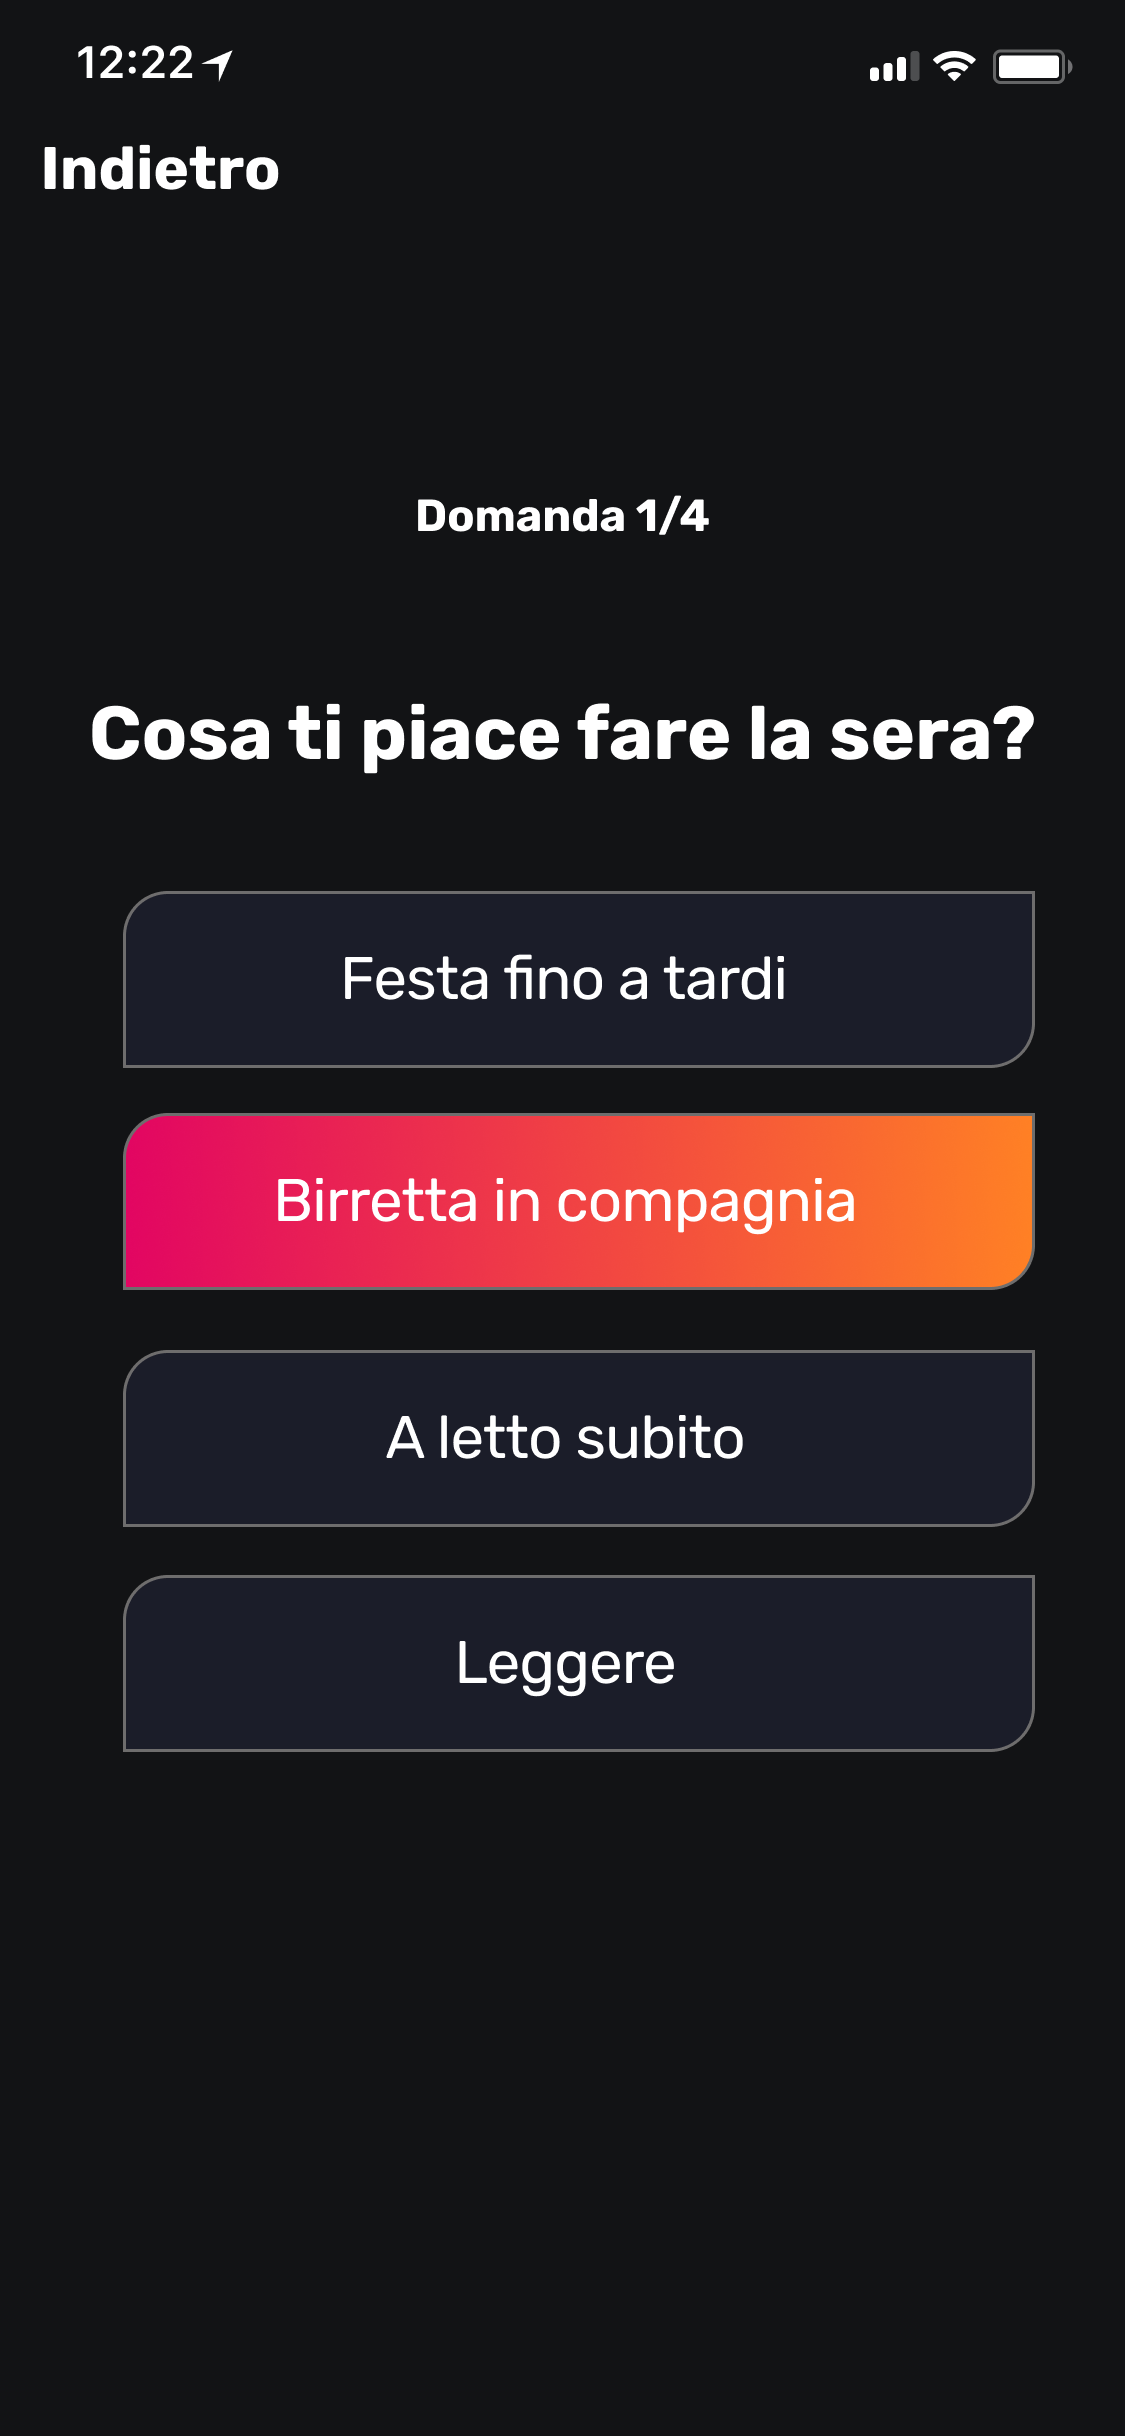 12:22
Indietro
Domanda 1/4
Cosa ti piace fare la sera?
Festa fino a tardi
Birretta in compagnia
A letto subito
Leggere